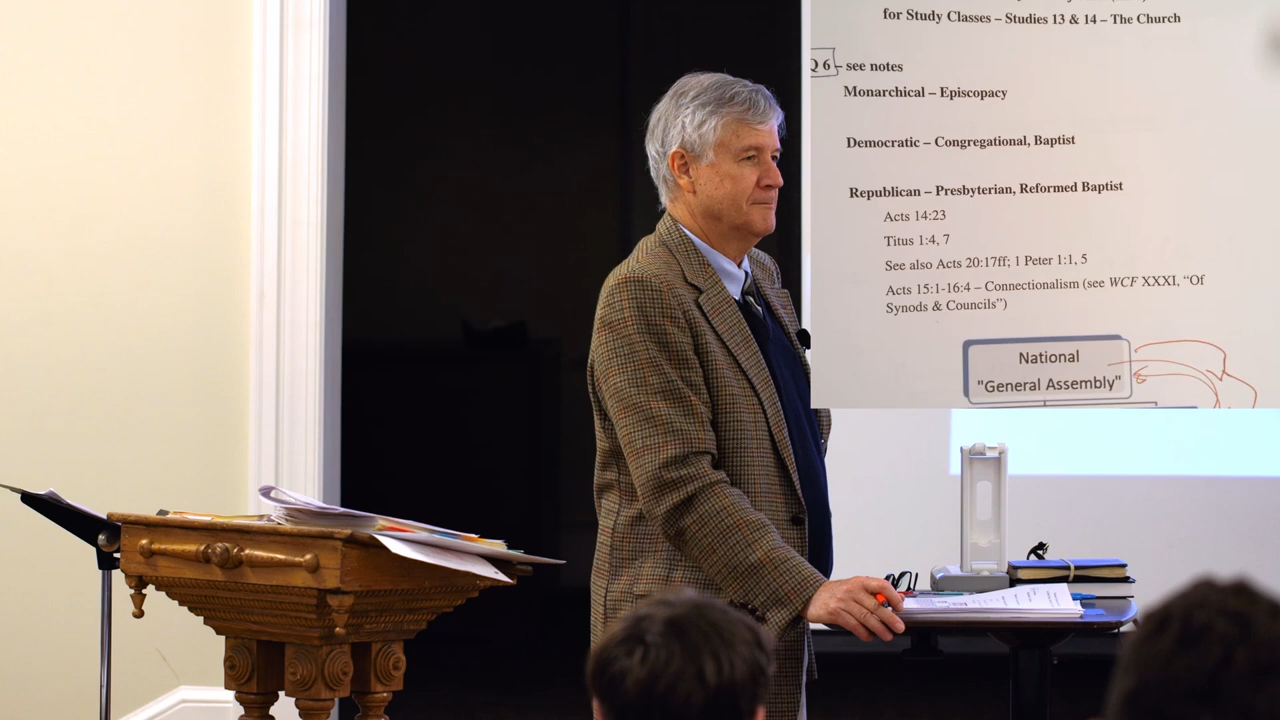 for Study Classes – Studies 13 & 14 – The Church
Q 6 – see notes
Monarchical – Episcopacy
Democratic – Congregational, Baptist
Republican – Presbyterian, Reformed Baptist
Acts 14:23
Titus 1:4, 7
See also Acts 20:17ff; 1 Peter 1:1, 5
Acts 15:1-16:4 – Connectionalism (see WCF XXXI, “Of
Synods & Councils”)
National
"General Assembly"